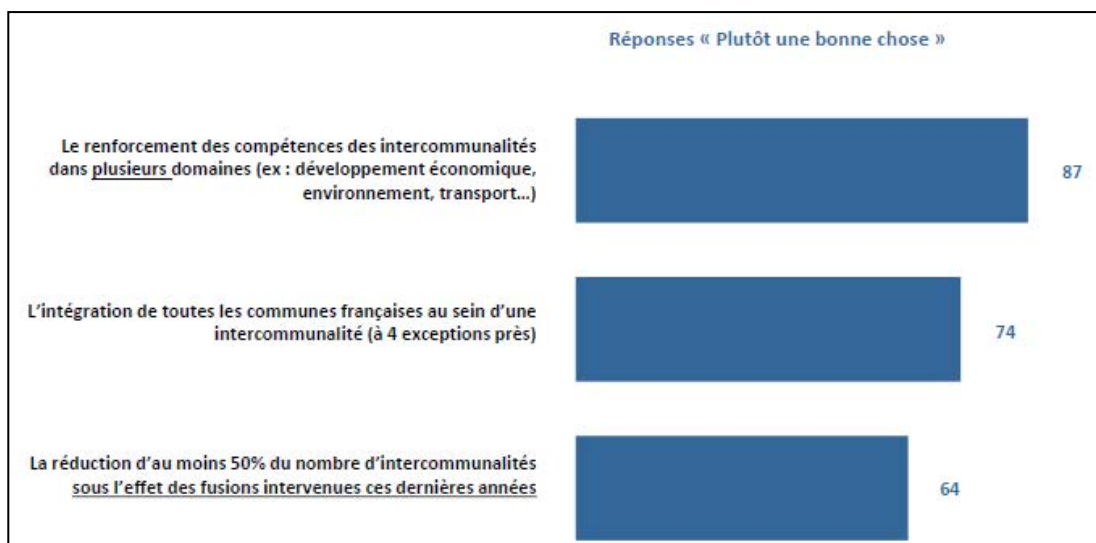 Réponses « Plutôt une bonne chose »
Le renforcement des compétences des intercommunalités
dans plusieurs domaines (ex : développement économique,
environnement, transport...)
87
L'intégration de toutes les communes françaises au sein d'une
intercommunalité (à 4 exceptions près)
74
La réduction d'au moins 50% du nombre d'intercommunalités
sous l'effet des fusions intervenues ces dernières années
64